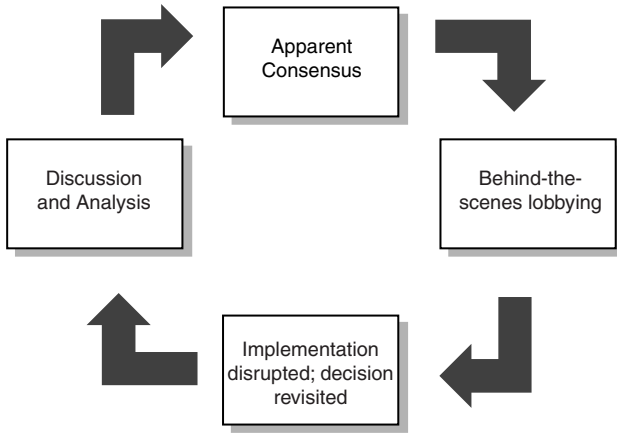 Apparent
Consensus
Discussion
and Analysis
Behind-the-
scenes lobbying
Implementation
disrupted; decision
revisited